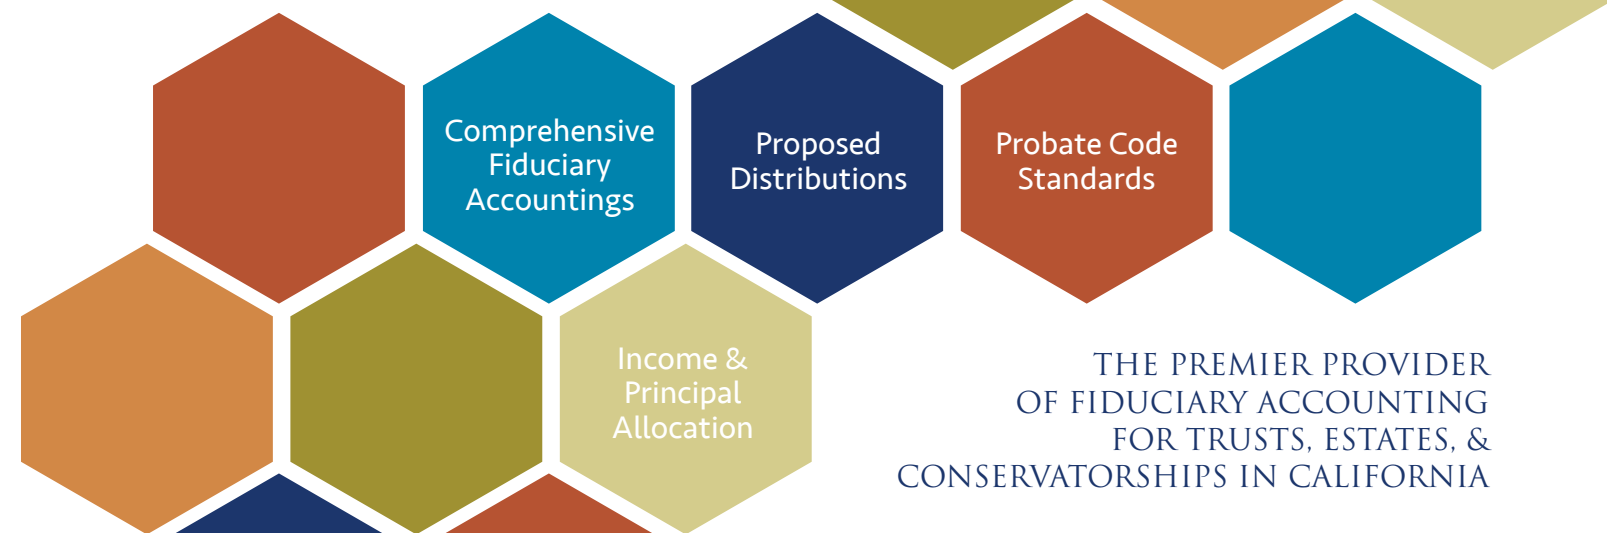 Comprehensive
Fiduciary
Accountings
Proposed
Distributions
Probate Code
Standards
Income &
Principal
Allocation
THE PREMIER PROVIDER
OF FIDUCIARY ACCOUNTING
FOR TRUSTS, ESTATES, &
CONSERVATORSHIPS IN CALIFORNIA